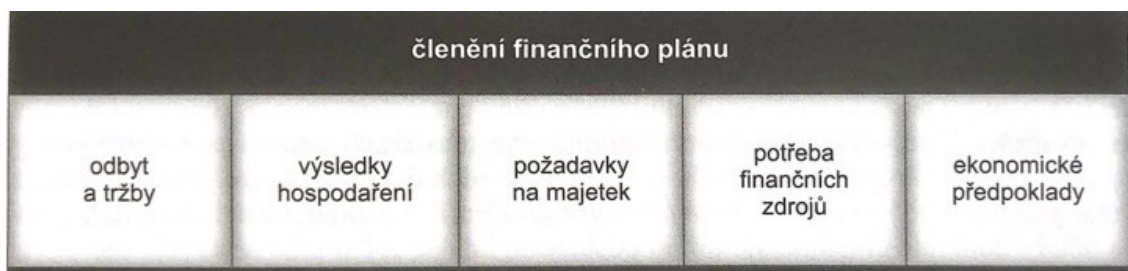 členění finančního plánu
odbyt
a tržby
výsledky
hospodaření
požadavky
na majetek
potřeba
finančních
zdrojů
ekonomické
předpoklady